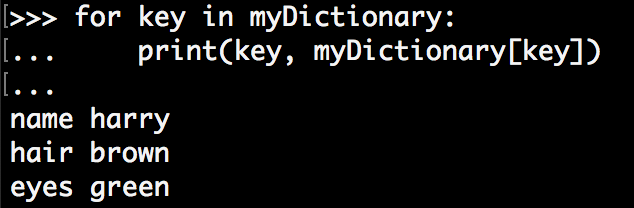 >>> for key in myDictionary:
...     print(key, myDictionary[key])
...
name harry
hair brown
eyes green